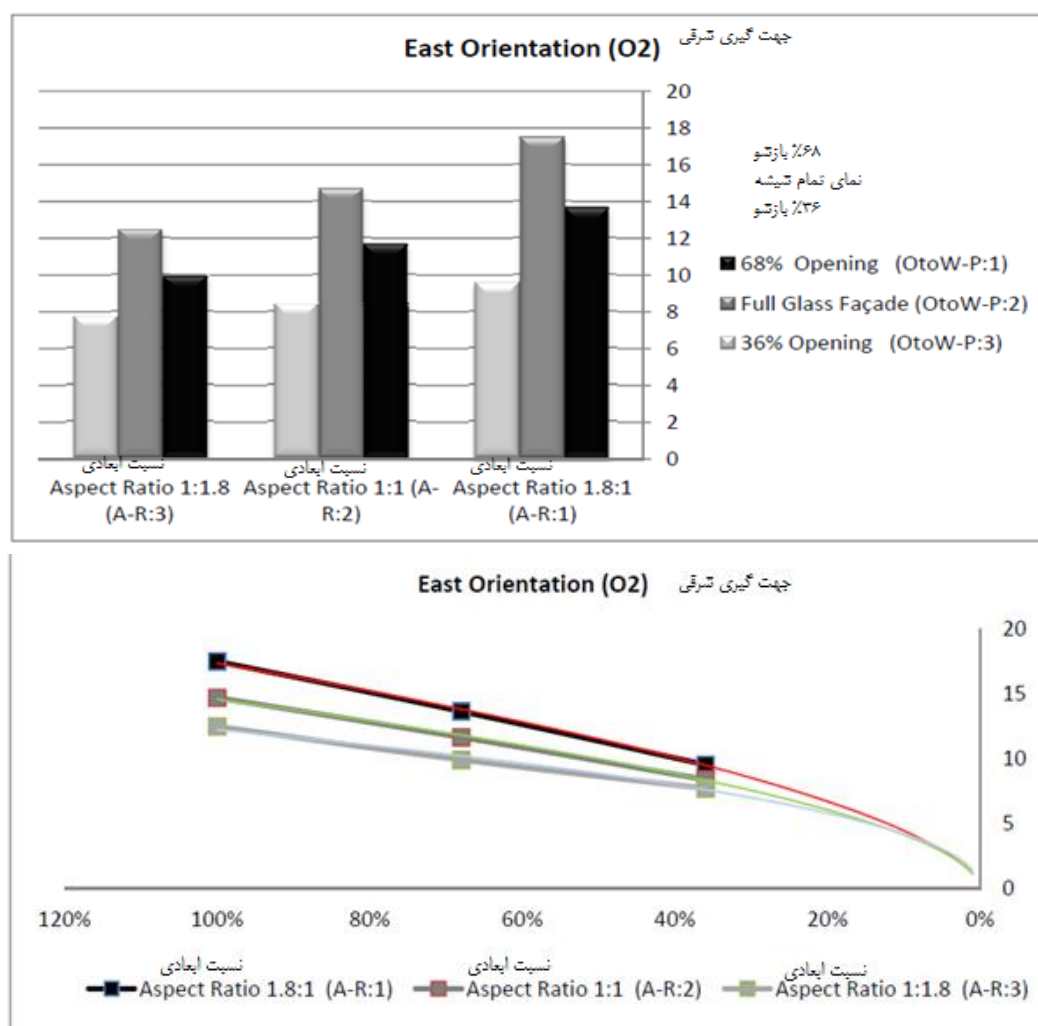 East Orientation (O2) جهت گیری شرقی
20
18
16
14
12
10
8
6
4
2
0
۶۸٪ بازشو
نمای تمام شیشه
۳۶٪ بازشو
68% Opening (OtoW-P:1)
Full Glass Façade (OtoW-P:2)
36% Opening (OtoW-P:3)
نسبت ابعادی نسبت ابعادی نسبت ابعادی
Aspect Ratio 1:1.8 Aspect Ratio 1:1 (A- Aspect Ratio 1.8:1
(A-R:3) R:2) (A-R:1)
East Orientation (O2) جهت گیری شرقی
20
15
10
5
0
120% 100% 80% 60% 40% 20% 0%
نسبت ابعادی نسبت ابعادی نسبت ابعادی
Aspect Ratio 1.8:1 (A-R:1) Aspect Ratio 1:1 (A-R:2) Aspect Ratio 1:1.8 (A-R:3)